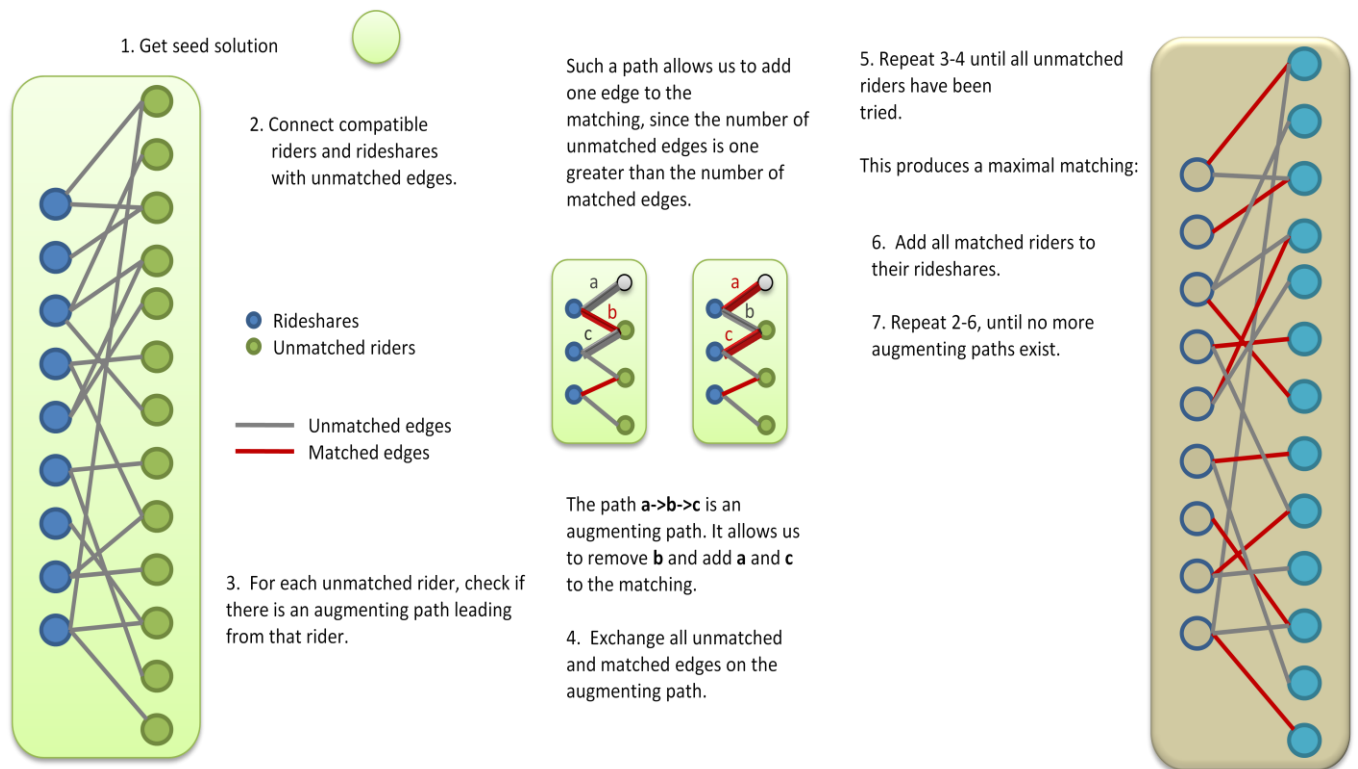 1. Get seed solution
2. Connect compatible
riders and rideshares
with unmatched edges.
Rideshares
Unmatched riders
Unmatched edges
Matched edges
3. For each unmatched rider, check if
there is an augmenting path leading
from that rider.
Such a path allows us to add
one edge to the
matching, since the number of
unmatched edges is one
greater than the number of
matched edges.
a
b
c
a
b
c
The path a->b->c is an
augmenting path. It allows us
to remove b and add a and c
to the matching.
4. Exchange all unmatched
and matched edges on the
augmenting path.
5. Repeat 3-4 until all unmatched
riders have been
tried.
This produces a maximal matching:
6. Add all matched riders to
their rideshares.
7. Repeat 2-6, until no more
augmenting paths exist.